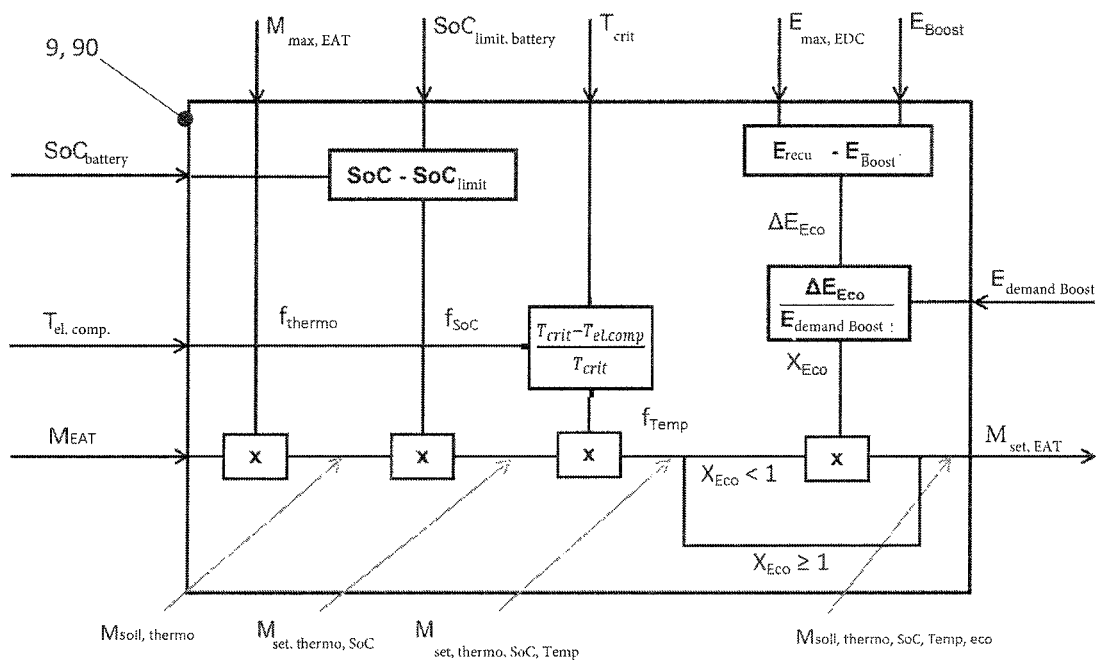 M max, EAT
SoC limit. battery
T crit
E max, EDC
E Boost
9, 90
SoC battery
SoC - SoC limit
E recu - E Boost
ΔE Eco
E demand Boost
ΔE Eco
E demand Boost :
T el. comp.
f thermo
f SoC
T crit − T el.comp
T crit
X Eco
f Temp
M EAT
x
x
x
x
M set, EAT
X Eco < 1
X Eco ≥ 1
M soll, thermo
M set, thermo, SoC
M set, thermo, SoC, Temp
M soll, thermo, SoC, Temp, eco